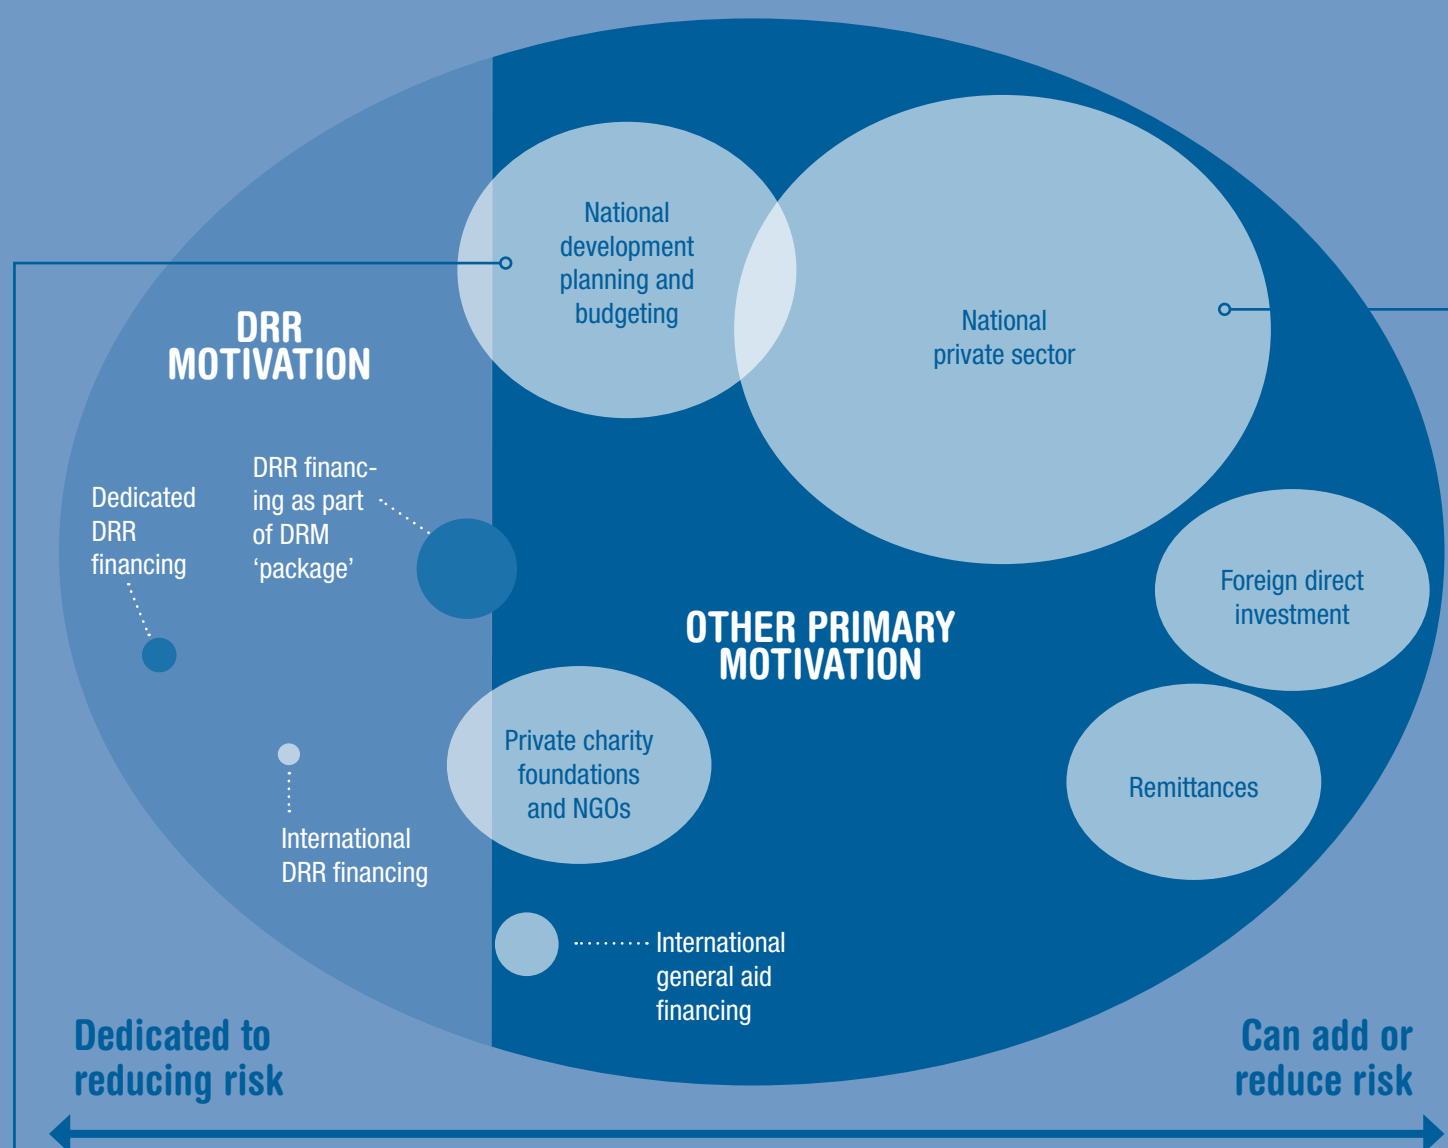 National
development
planning and
budgeting
National
private sector
DRR
MOTIVATION
DRR financ-
ing as part
of DRM
‘package’
Dedicated
DRR
financing
Foreign direct
investment
OTHER PRIMARY
MOTIVATION
Private charity
foundations
and NGOs
Remittances
International
DRR financing
International
general aid
financing
Dedicated to
reducing risk
Can add or
reduce risk